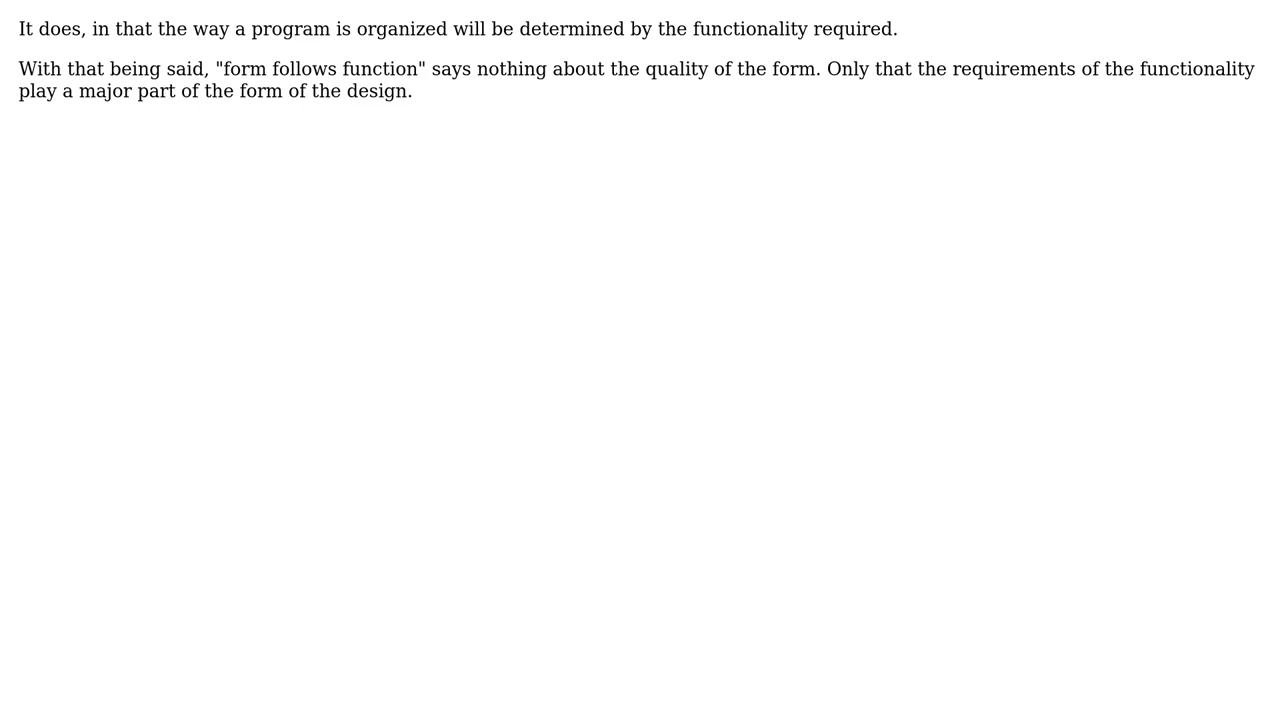 It does, in that the way a program is organized will be determined by the functionality required.
With that being said, "form follows function" says nothing about the quality of the form. Only that the requirements of the functionality
play a major part of the form of the design.